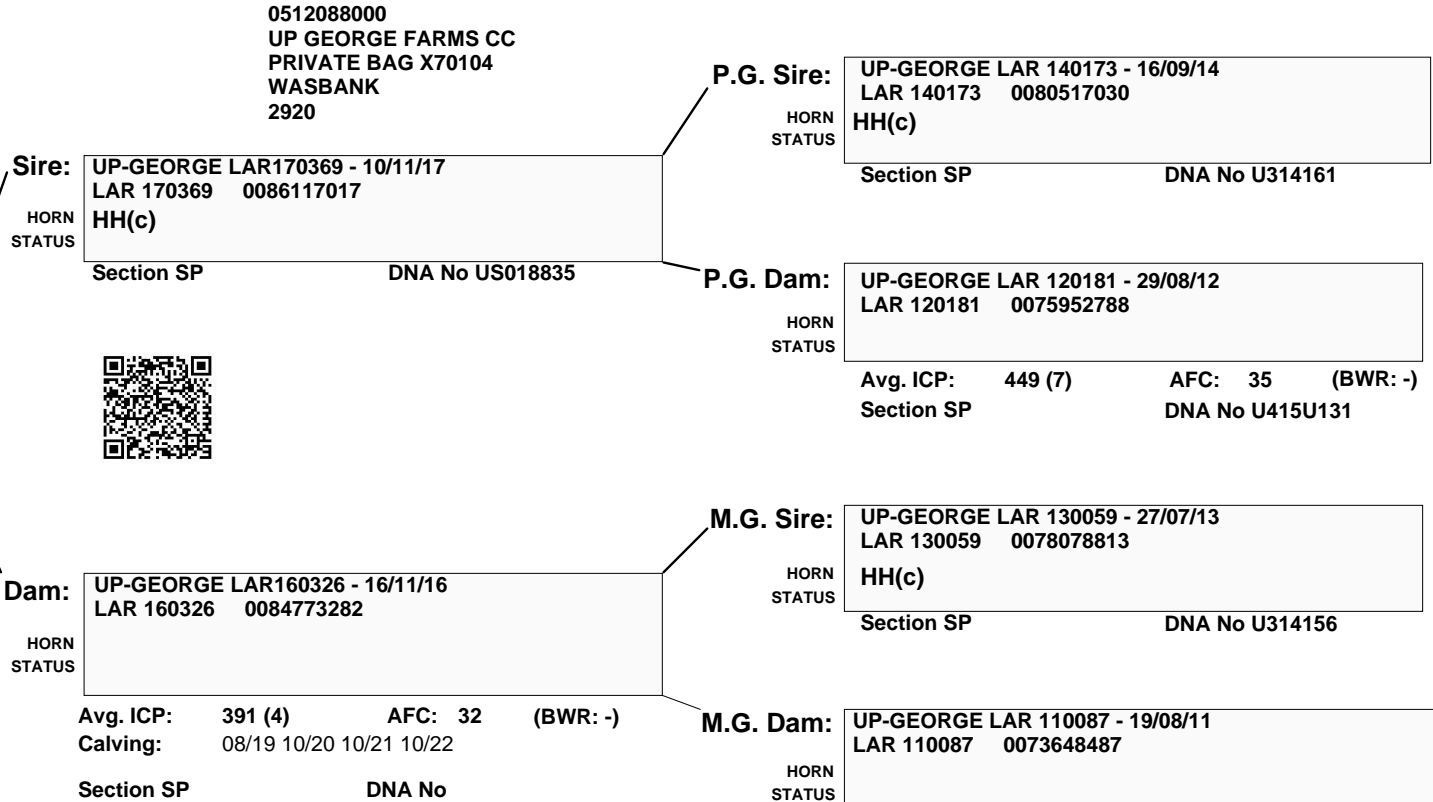 0512088000
UP GEORGE FARMS CC
PRIVATE BAG X70104
WASBANK
2920
Sire:
UP-GEORGE LAR170369 - 10/11/17
LAR 170369 0086117017
HORN STATUS
HH(c)
Section SP DNA No US018835
P.G. Sire:
UP-GEORGE LAR 140173 - 16/09/14
LAR 140173 0080517030
HORN STATUS
HH(c)
Section SP DNA No U314161
P.G. Dam:
UP-GEORGE LAR 120181 - 29/08/12
LAR 120181 0075952788
HORN STATUS
Avg. ICP: 449 (7) AFC: 35 (BWR: -)
Section SP DNA No U415U131
Dam:
UP-GEORGE LAR160326 - 16/11/16
LAR 160326 0084773282
HORN STATUS
Avg. ICP: 391 (4) AFC: 32 (BWR: -)
Calving: 08/19 10/20 10/21 10/22
Section SP DNA No
M.G. Sire:
UP-GEORGE LAR 130059 - 27/07/13
LAR 130059 0078078813
HORN STATUS
HH(c)
Section SP DNA No U314156
M.G. Dam:
UP-GEORGE LAR 110087 - 19/08/11
LAR 110087 0073648487
HORN STATUS